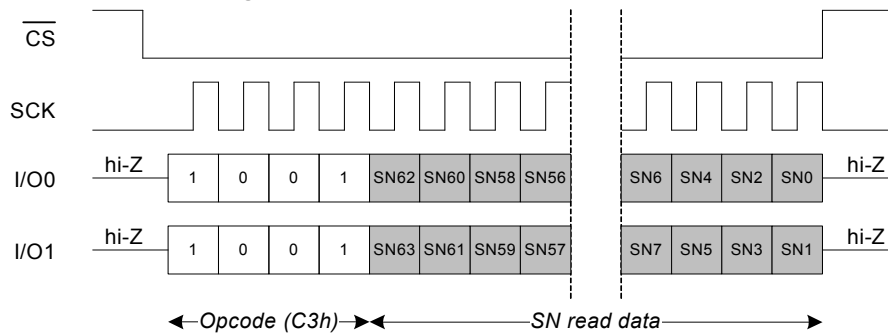 CS
SCK
I/O0 hi-Z 1 0 0 1 SN62 SN60 SN58 SN56 SN6 SN4 SN2 SN0 hi-Z
I/O1 hi-Z 1 0 0 1 SN63 SN61 SN59 SN57 SN7 SN5 SN3 SN1 hi-Z
Opcode (C3h) SN read data